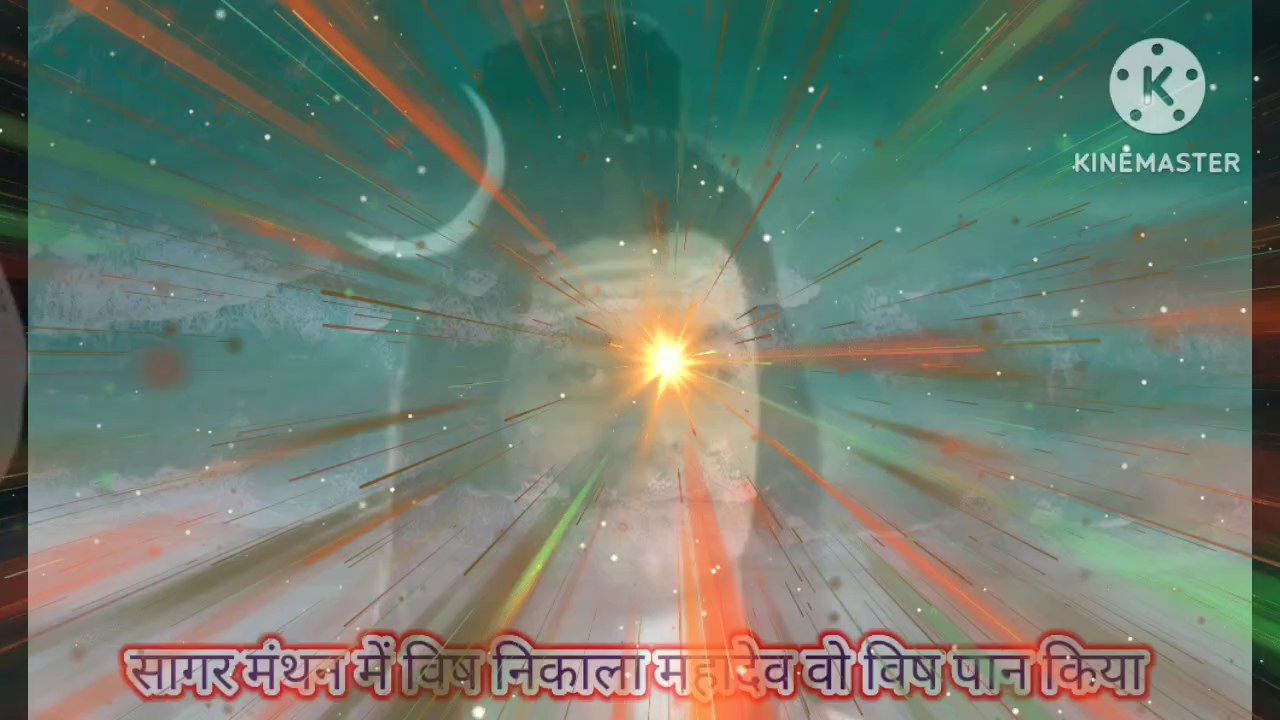 KINEMASTER
सागर मंथन में विष निकाला महादेव वो विष पान किया